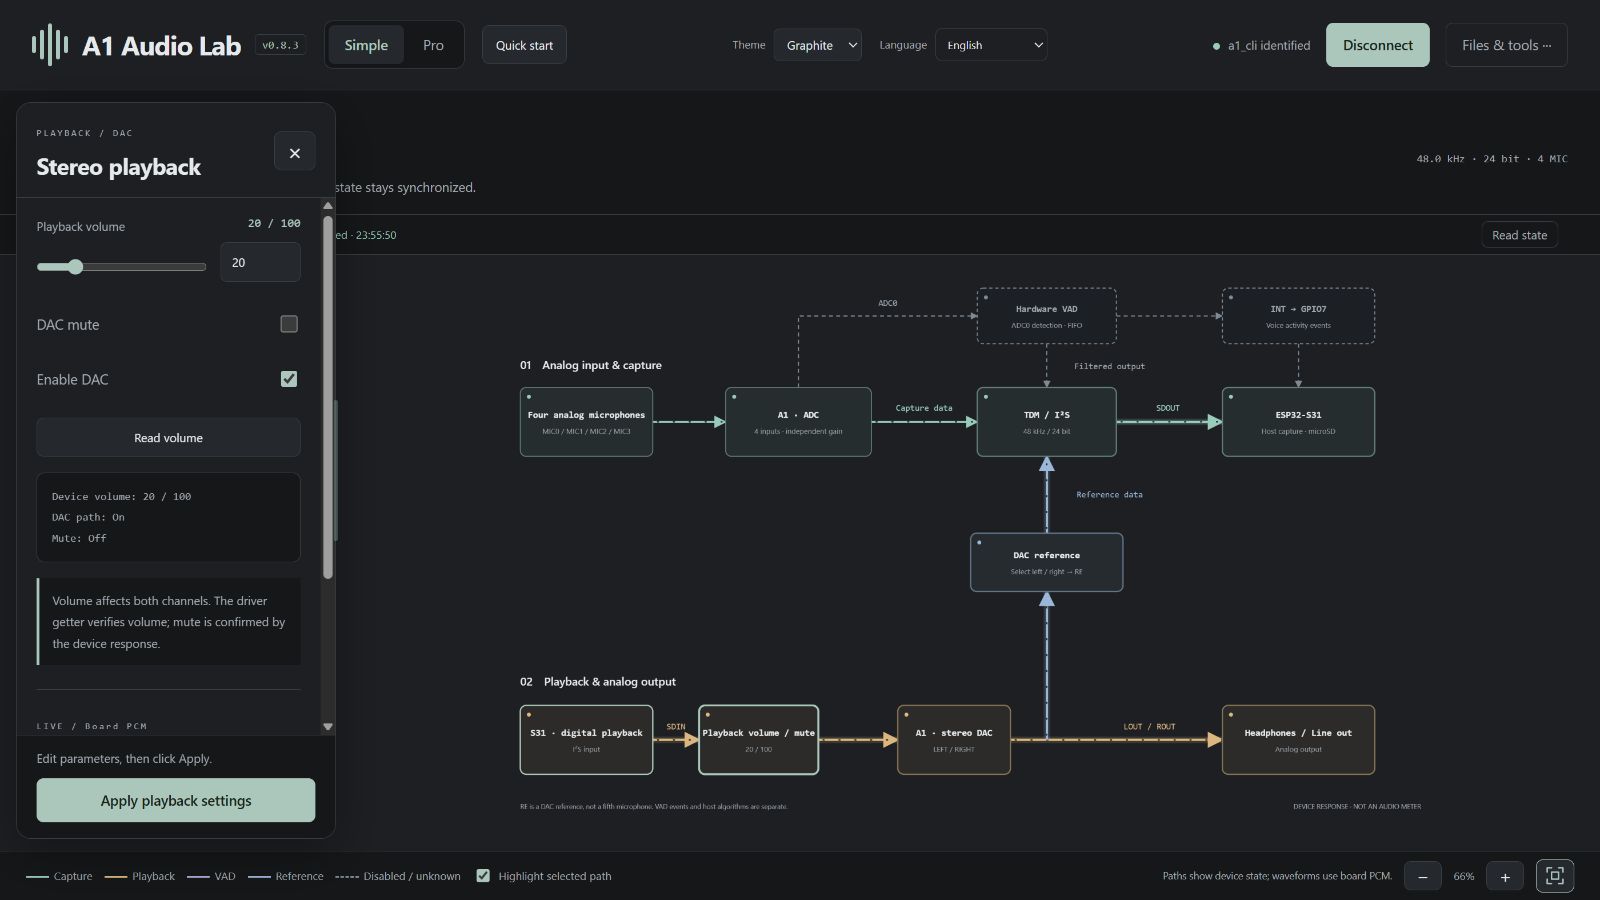 A1 Audio Lab
v0.8.3
Simple
Pro
Quick start
Theme
Graphite
Language
English
a1_cli identified
Disconnect
Files & tools ···
PLAYBACK / DAC
Stereo playback
×
48.0 kHz · 24 bit · 4 MIC
state stays synchronized.
Playback volume
20 / 100
ed · 23:55:50
Read state
20
DAC mute
Enable DAC
Read volume
Device volume: 20 / 100
DAC path: On
Mute: Off
Volume affects both channels. The driver
getter verifies volume; mute is confirmed by
the device response.
LIVE / Board PCM
Edit parameters, then click Apply.
Apply playback settings
ADC0
Hardware VAD
ADC0 detection · FIFO
INT → GPIO7
Voice activity events
01 Analog input & capture
Filtered output
Four analog microphones
MIC0 / MIC1 / MIC2 / MIC3
A1 · ADC
4 inputs · independent gain
Capture data
TDM / I²S
48 kHz / 24 bit
SDOUT
ESP32-S31
Host capture · microSD
Reference data
DAC reference
Select left / right → RE
02 Playback & analog output
S31 · digital playback
I²S input
SDIN
Playback volume / mute
20 / 100
A1 · stereo DAC
LEFT / RIGHT
LOUT / ROUT
Headphones / Line out
Analog output
RE is a DAC reference, not a fifth microphone. VAD events and host algorithms are separate.
DEVICE RESPONSE · NOT AN AUDIO METER
Capture
Playback
VAD
Reference
Disabled / unknown
Highlight selected path
Paths show device state; waveforms use board PCM.
−
66%
+